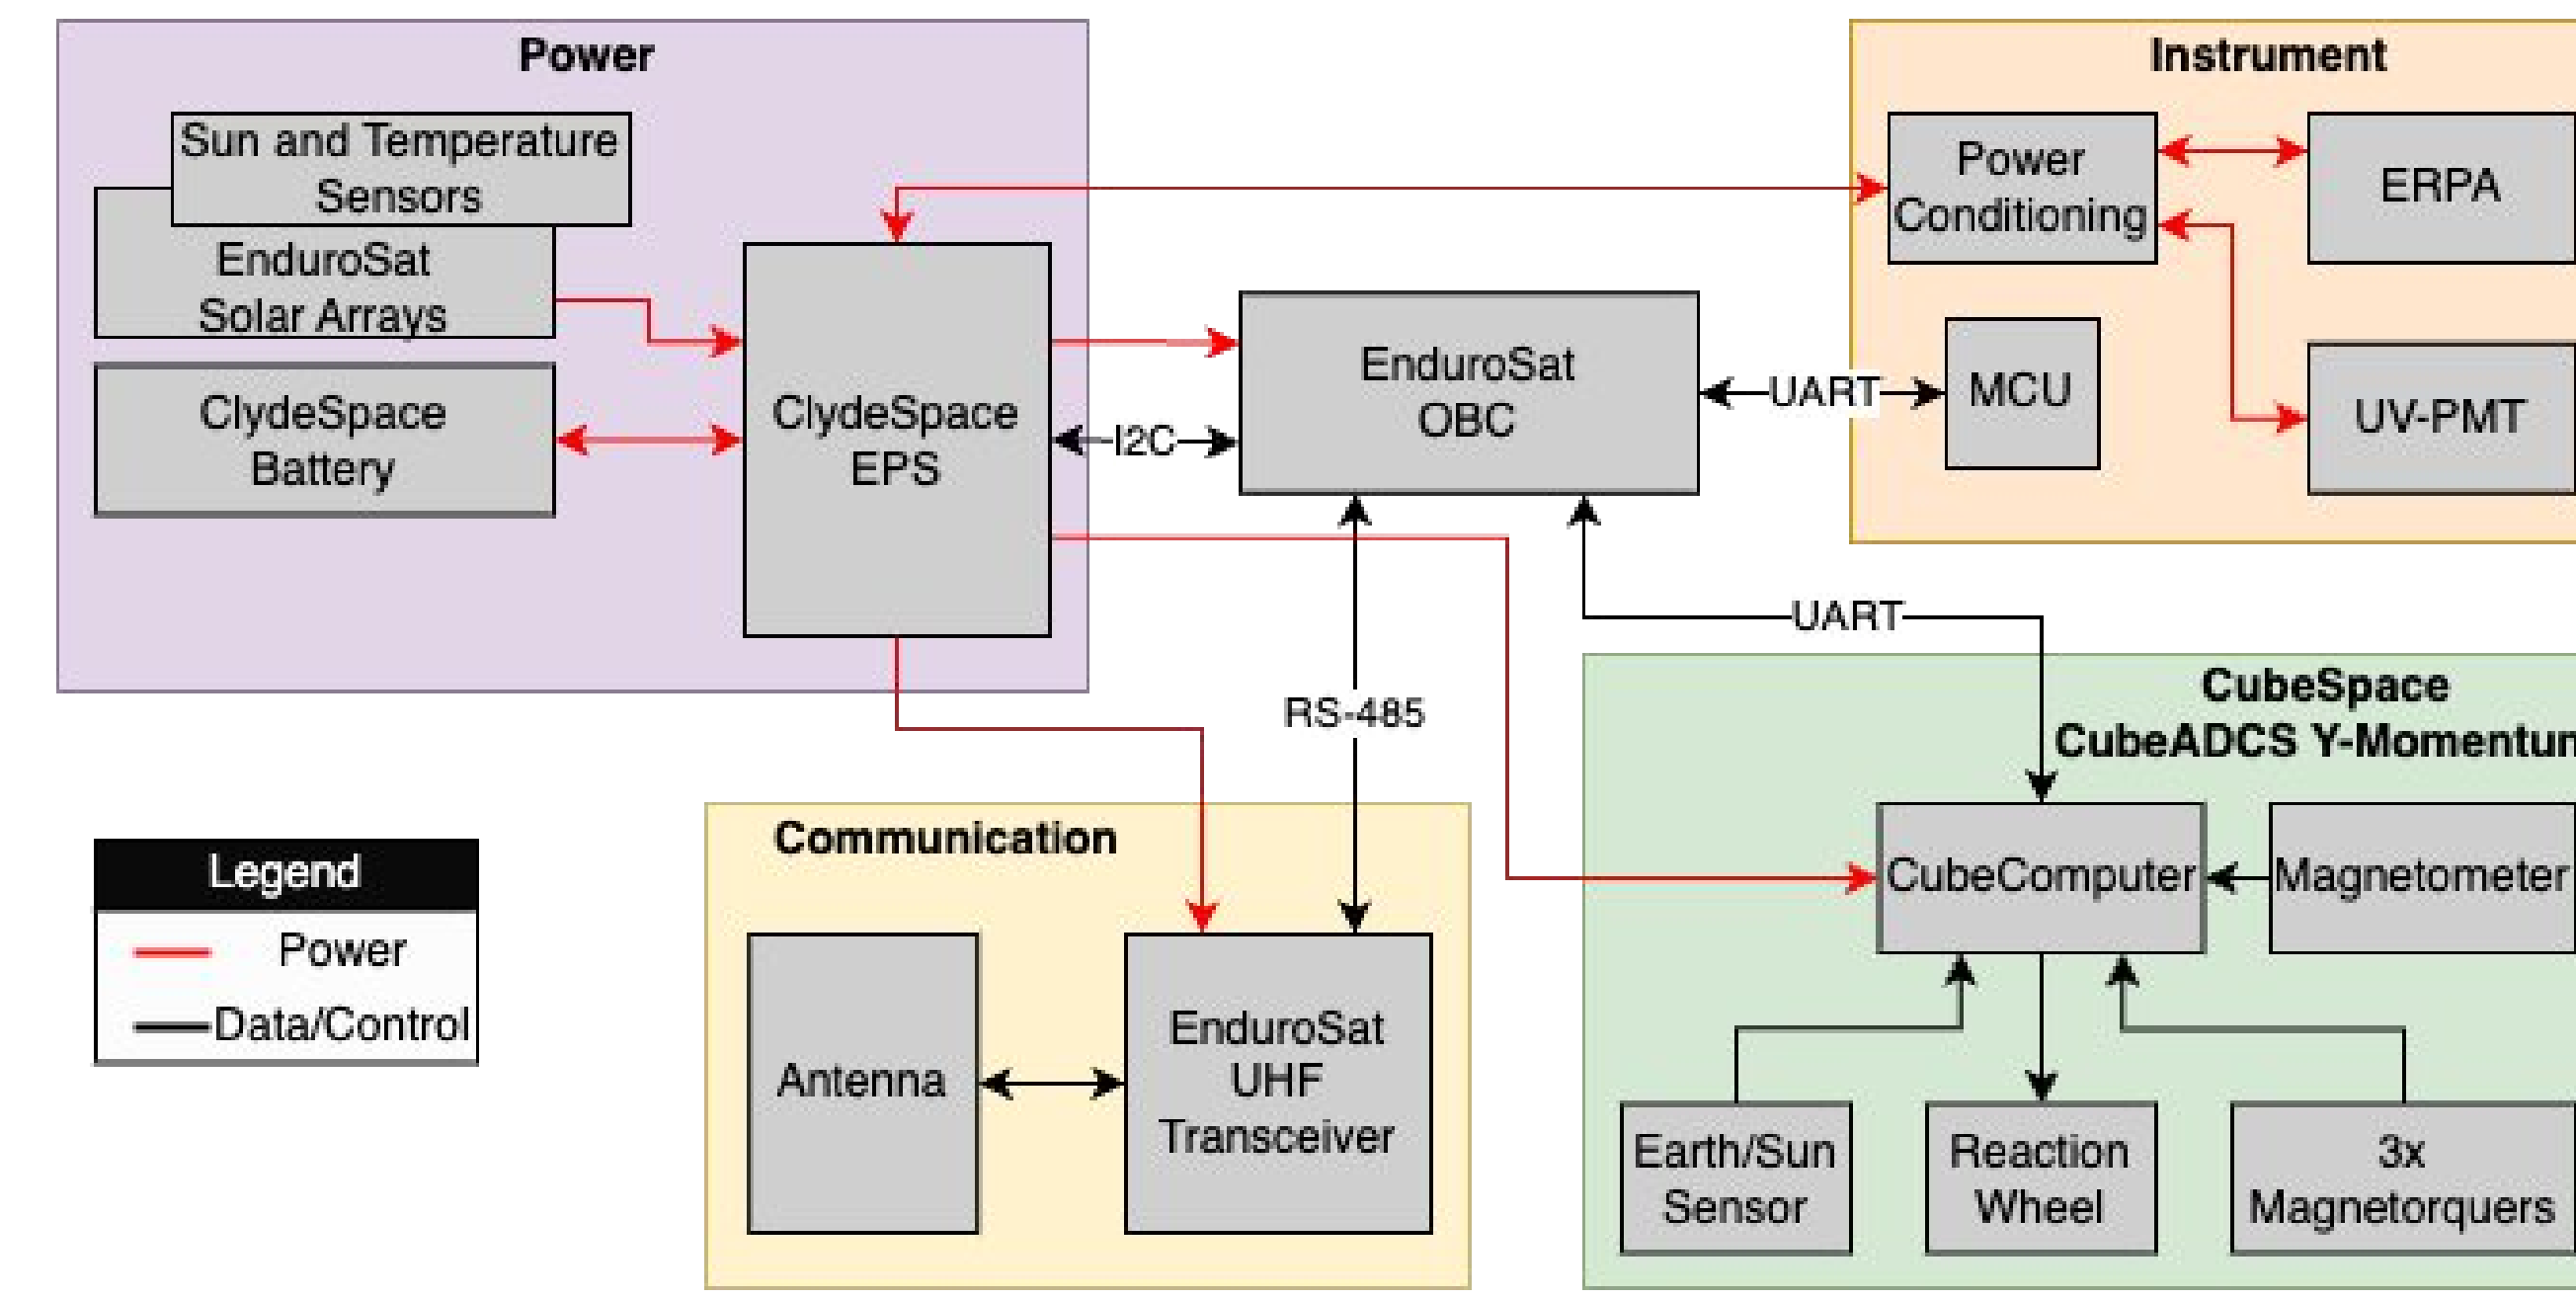 Power
Sun and Temperature
Sensors
EnduroSat
Solar Arrays
ClydeSpace
Battery
ClydeSpace
EPS
I2C
EnduroSat
OBC
UART
Instrument
Power
Conditioning
ERPA
MCU
UV-PMT
UART
RS-485
Communication
Antenna
EnduroSat
UHF
Transceiver
CubeSpace
CubeADCS Y-Momentun
CubeComputer
Magnetometer
Earth/Sun
Sensor
Reaction
Wheel
3x
Magnetorquers
Legend
Power
Data/Control